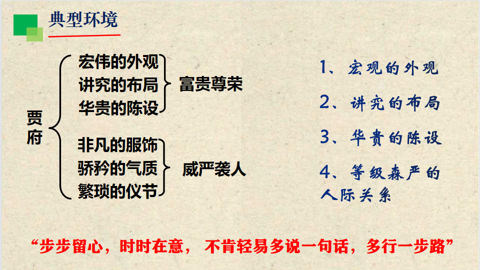 典型环境
贾府
宏伟的外观
讲究的布局
华贵的陈设
富贵尊荣
非凡的服饰
骄矜的气质
繁琐的仪节
威严袭人
1、宏观的外观
2、讲究的布局
3、华贵的陈设
4、等级森严的
人际关系
“步步留心，时时在意， 不肯轻易多说一句话，多行一步路”